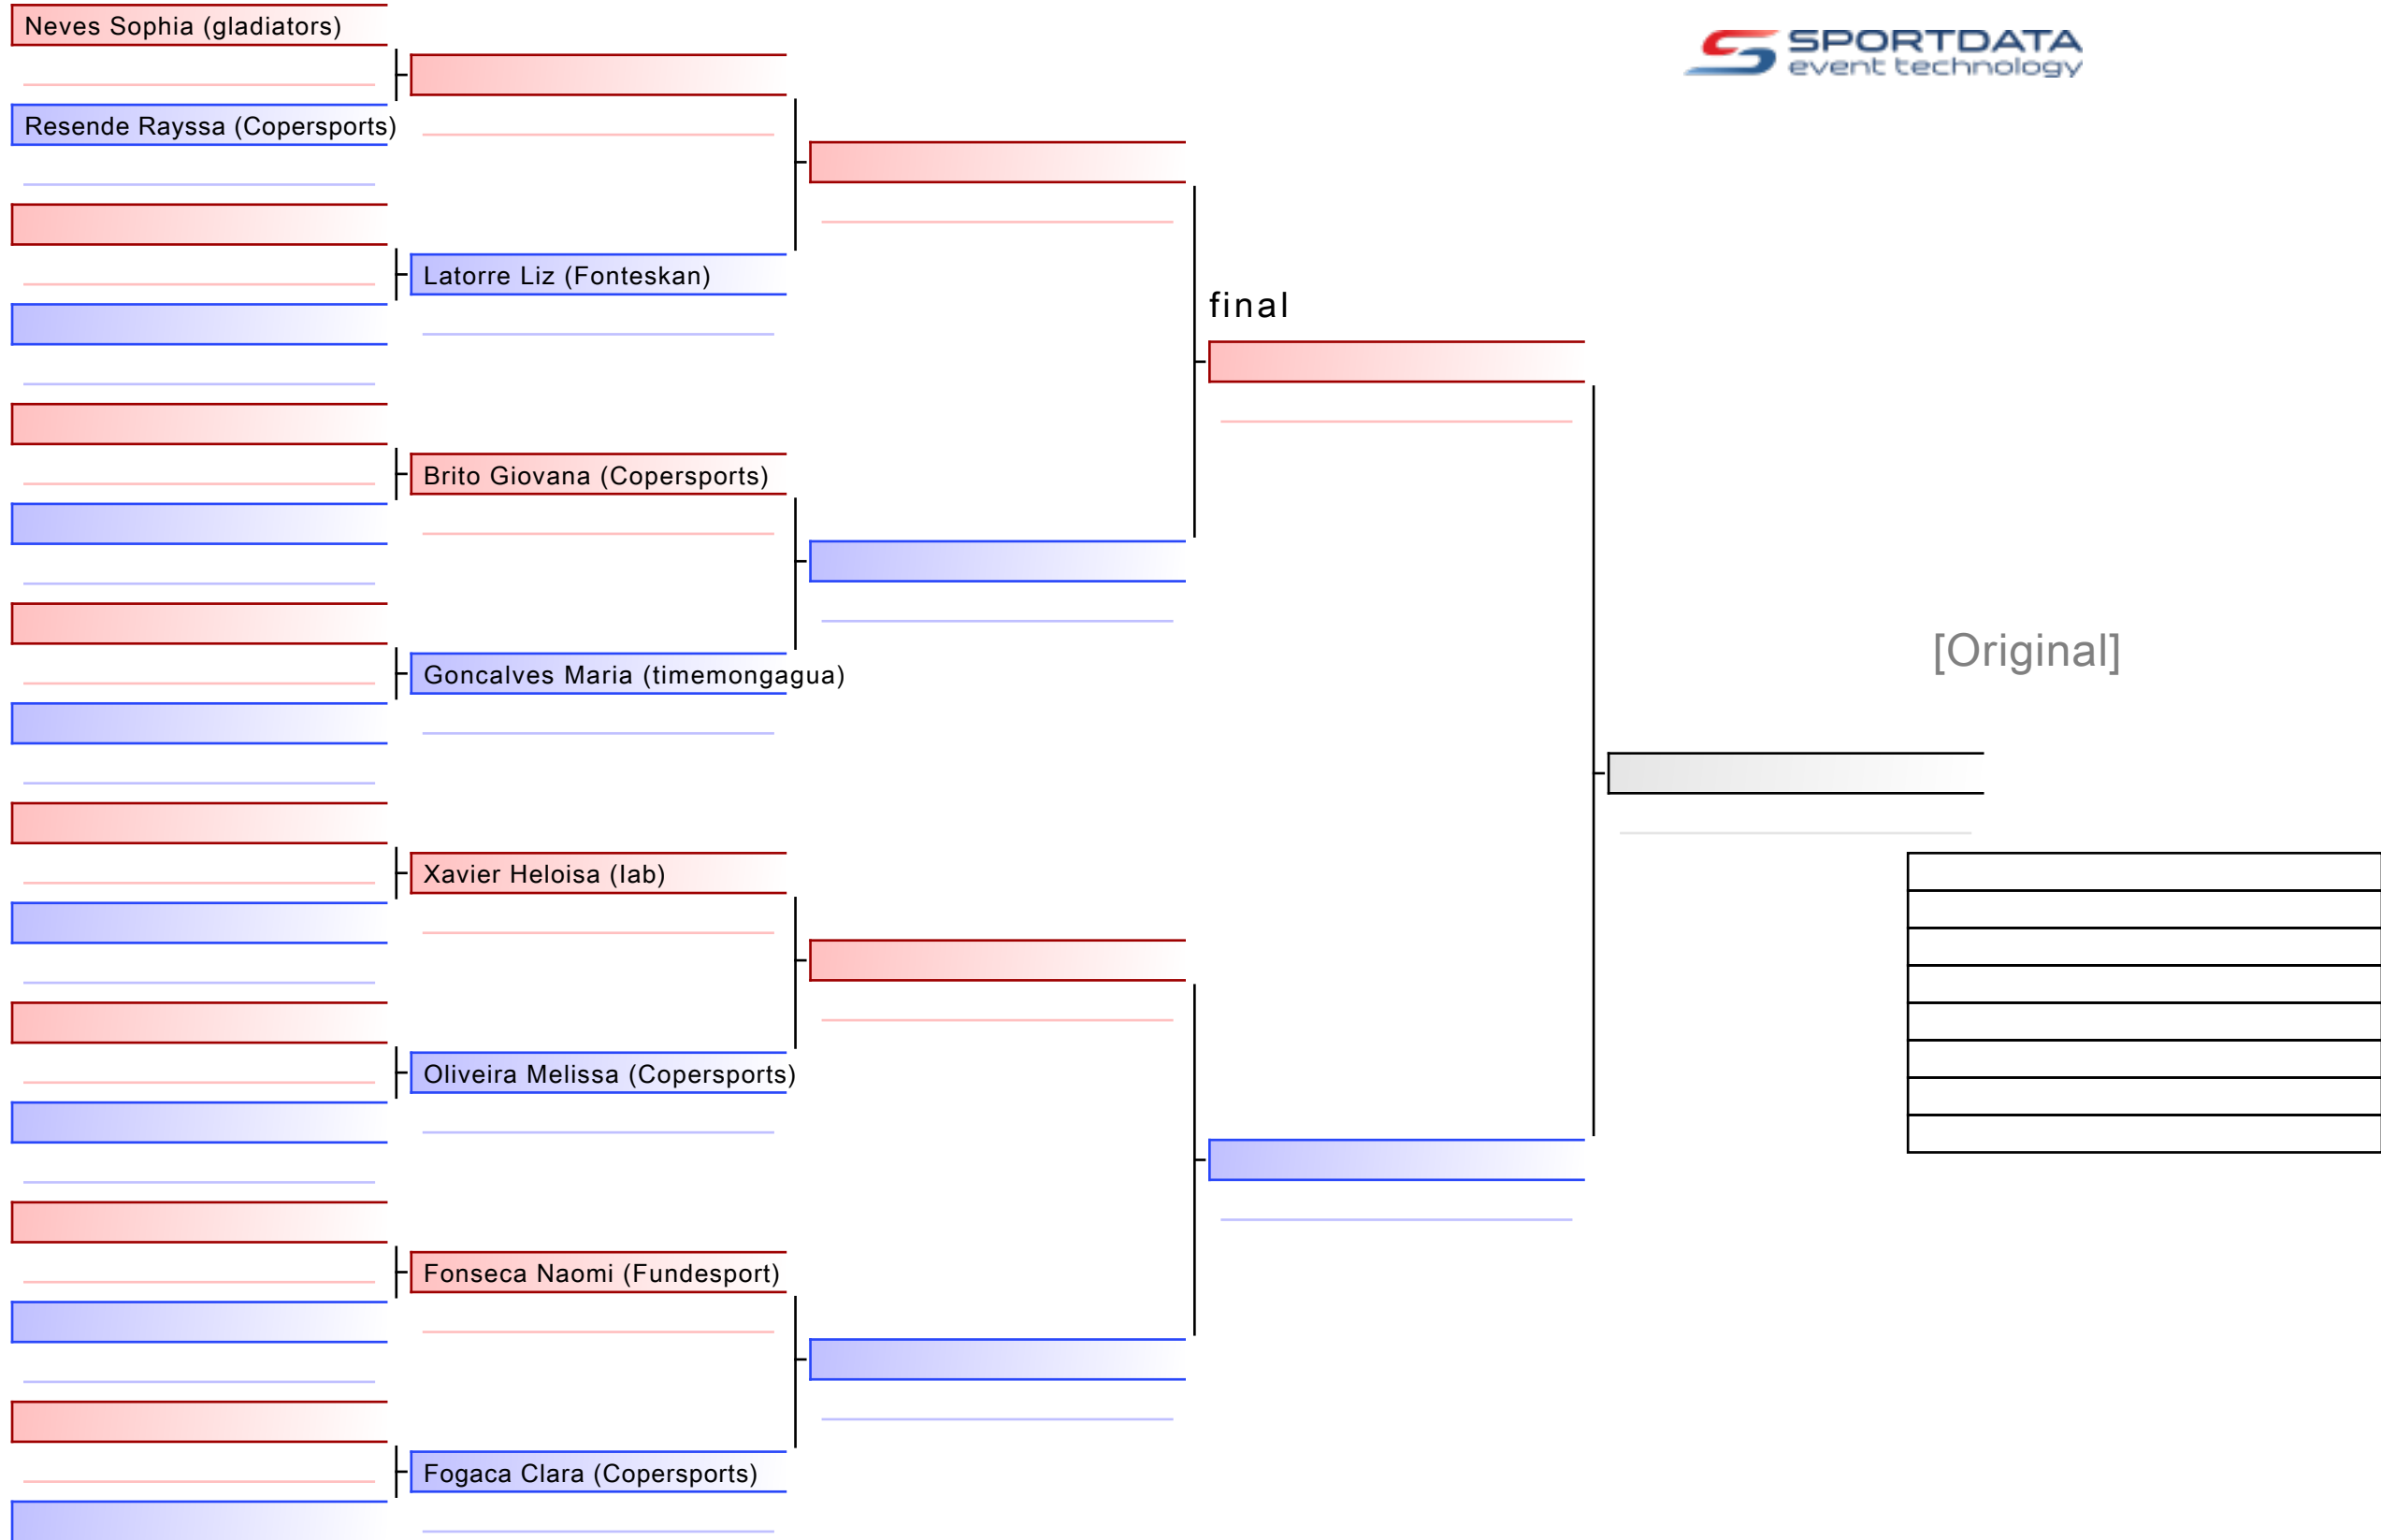 Neves Sophia (gladiators)
SPORTDATA
event technology
Resende Rayssa (Copersports)
Latorre Liz (Fonteskan)
final
Brito Giovana (Copersports)
Goncalves Maria (timemongagua)
[Original]
Xavier Heloisa (lab)
Oliveira Melissa (Copersports)
Fonseca Naomi (Fundesport)
Fogaca Clara (Copersports)